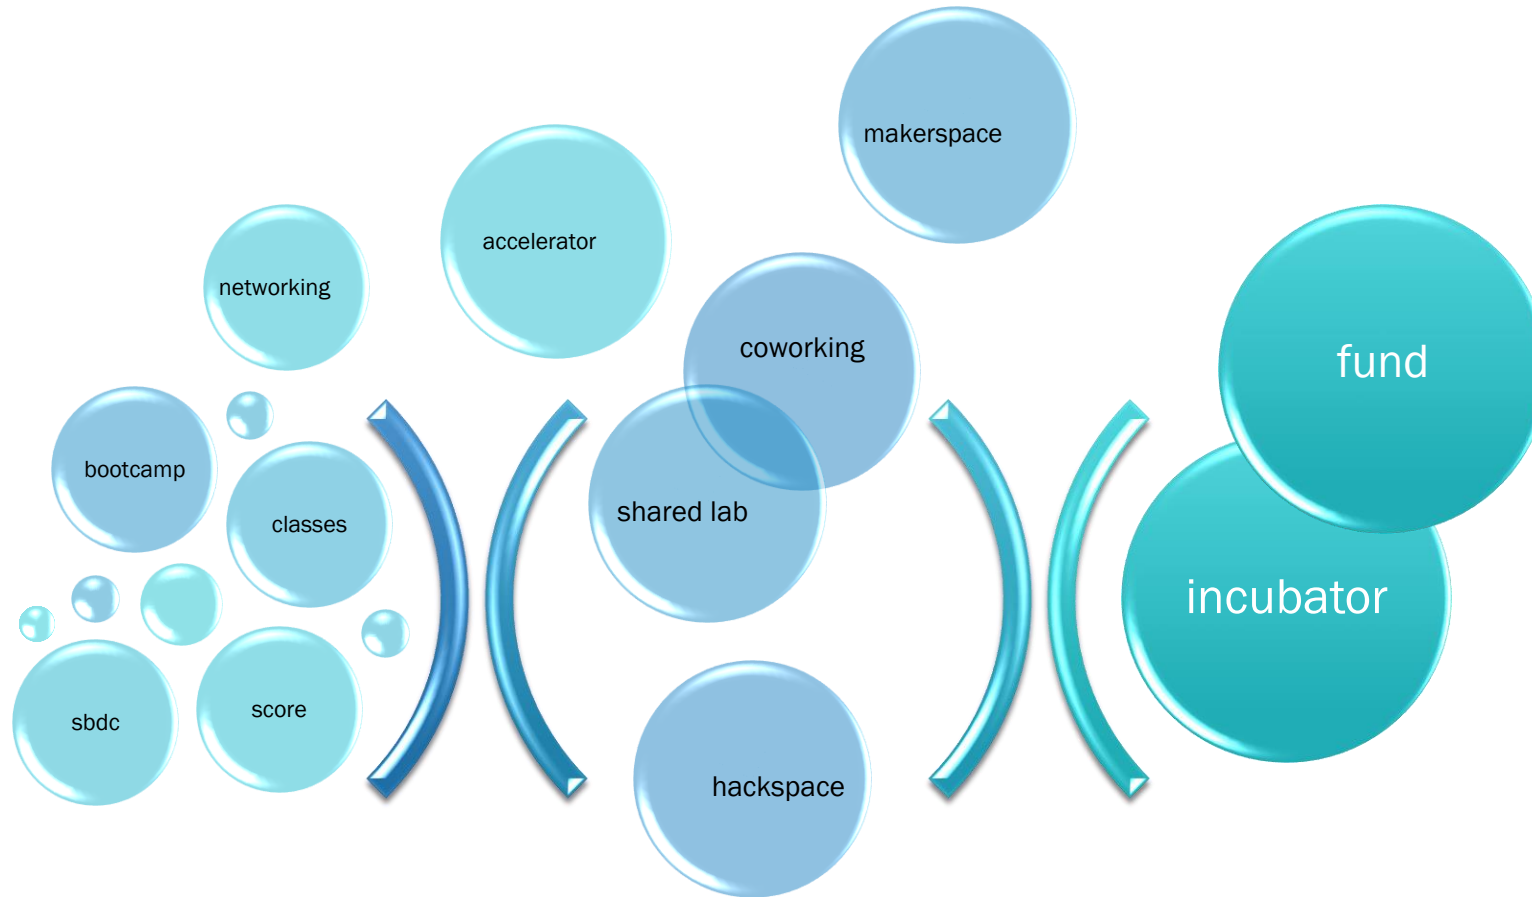 makerspace
accelerator
networking
coworking
fund
bootcamp
shared lab
classes
incubator
score
sbdc
hackspace